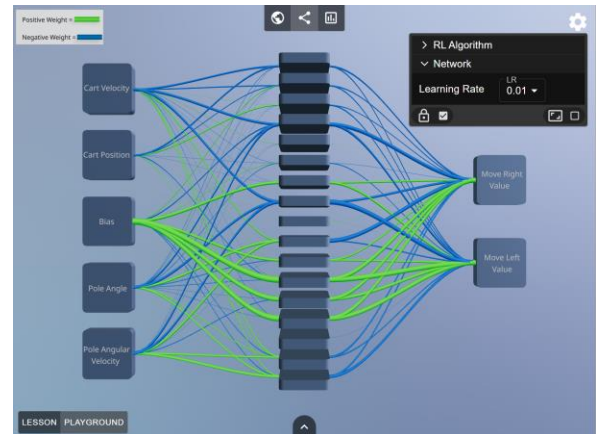 Positive Weight =
Negative Weight =
RL Algorithm
Network
Learning Rate
LR
0.01
Cart Velocity
Cart Position
Bias
Pole Angle
Pole Angular
Velocity
Move Right
Value
Move Left
Value
LESSON PLAYGROUND